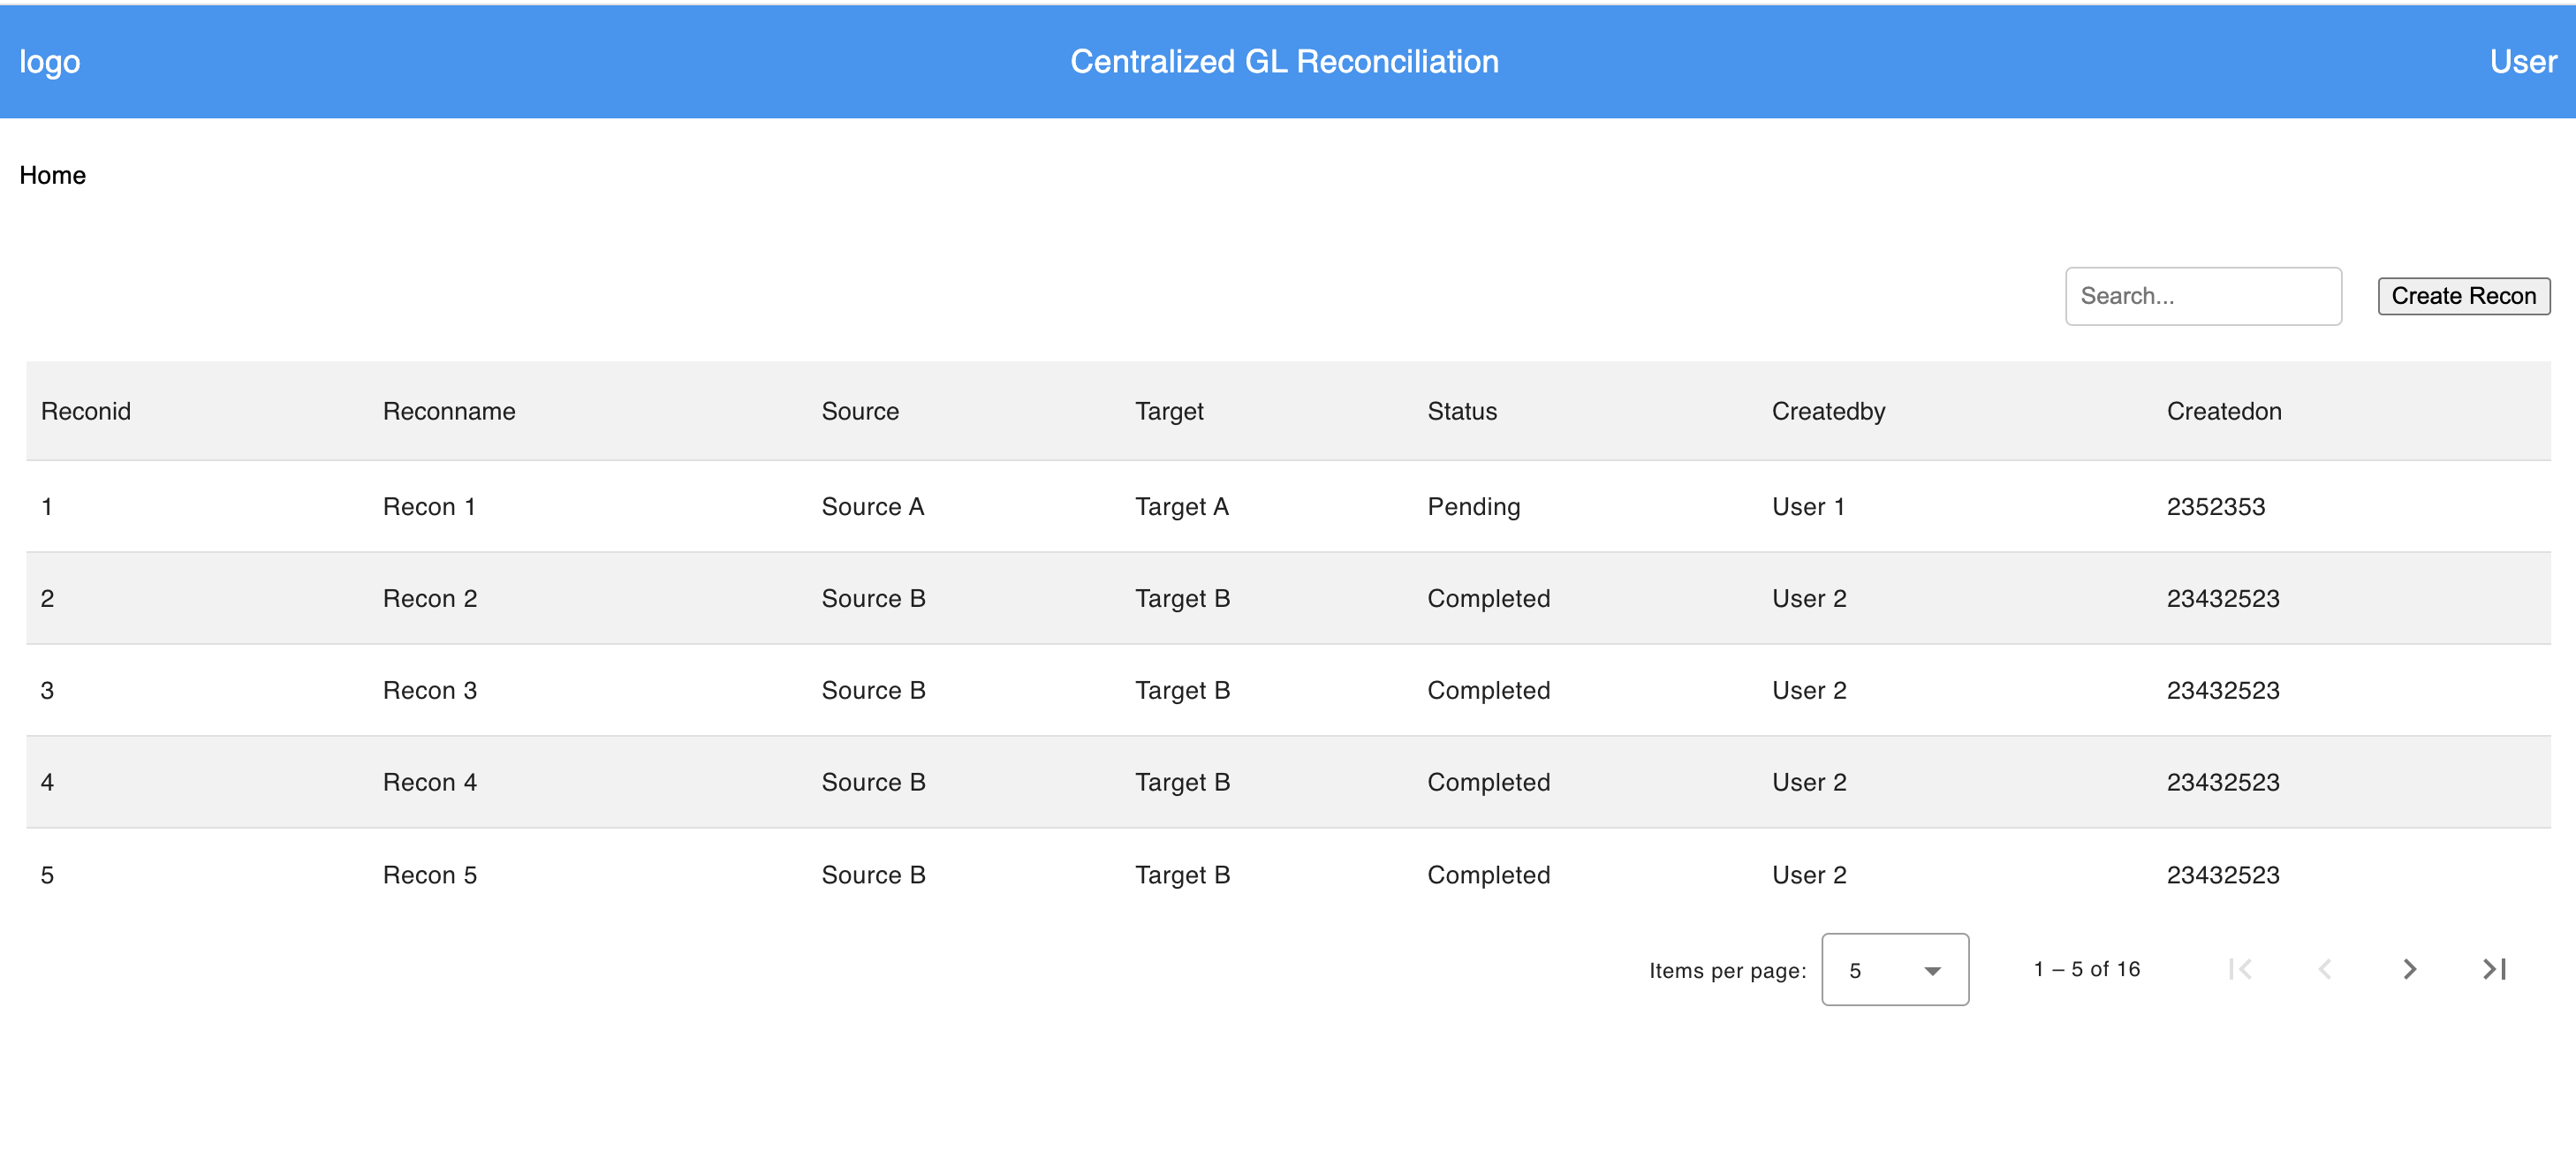 logo Centralized GL Reconciliation User
Home
Search... Create Recon
Reconid Reconname Source Target Status Createdby Createdon
1 Recon 1 Source A Target A Pending User 1 2352353
2 Recon 2 Source B Target B Completed User 2 23432523
3 Recon 3 Source B Target B Completed User 2 23432523
4 Recon 4 Source B Target B Completed User 2 23432523
5 Recon 5 Source B Target B Completed User 2 23432523
Items per page: 5 1 – 5 of 16